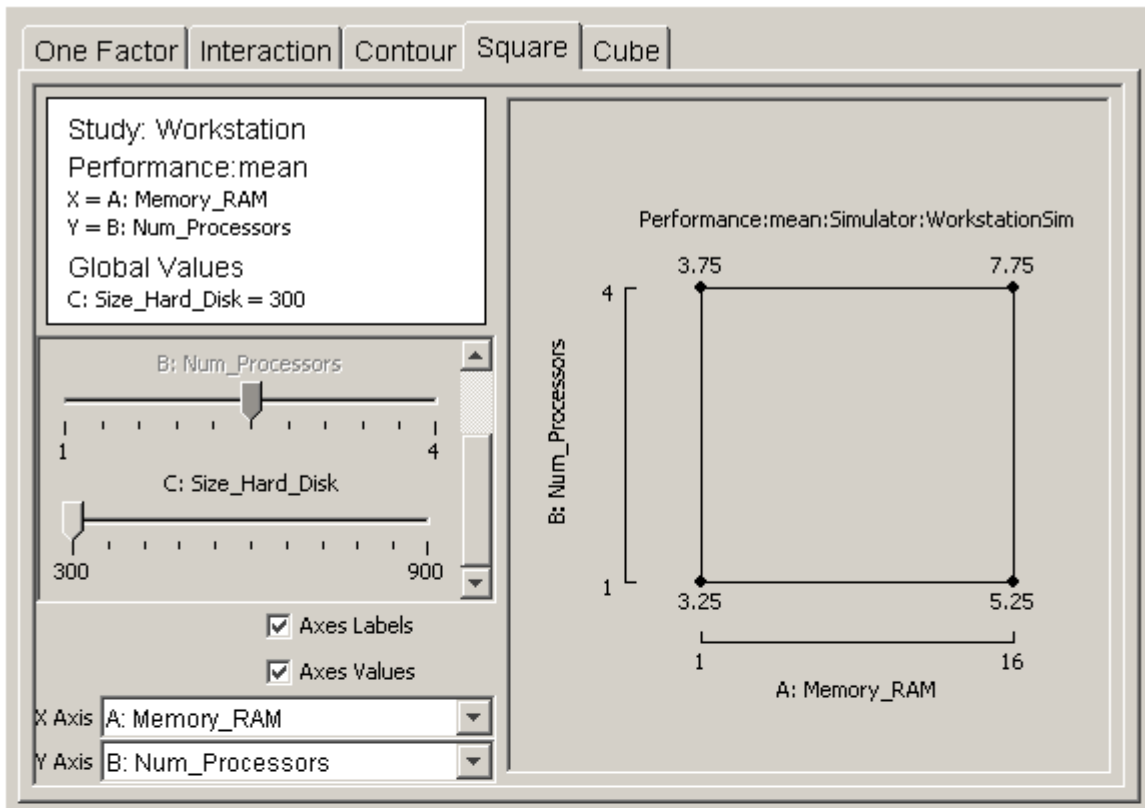 One Factor Interaction Contour Square Cube
Study: Workstation
Performance:mean
X = A: Memory_RAM
Y = B: Num_Processors
Global Values
C: Size_Hard_Disk = 300
B: Num_Processors
1 4
C: Size_Hard_Disk
300 900
Axes Labels
Axes Values
X Axis A: Memory_RAM
Y Axis B: Num_Processors
Performance:mean:Simulator:WorkstationSim
3.75 7.75
4
B: Num_Processors
1
3.25 5.25
1 16
A: Memory_RAM